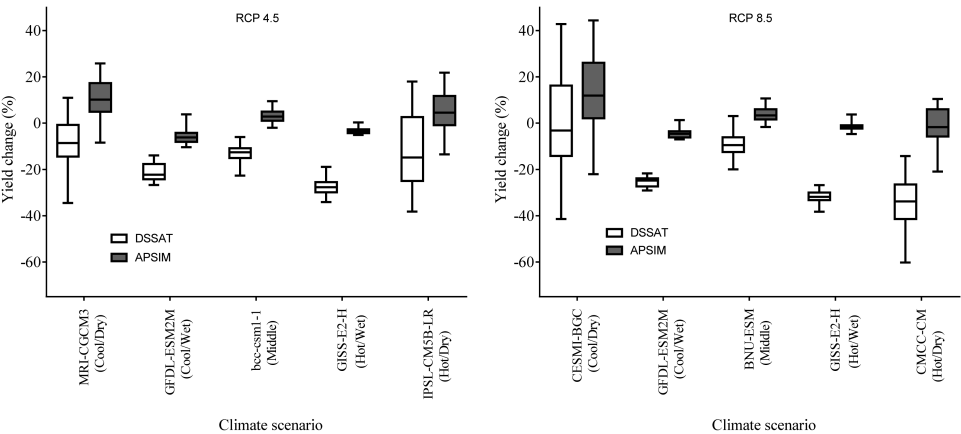 RCP 4.5
Yield change (%)
40
20
0
-20
-40
-60
DSSAT
APSIM
MRI-CGCM3
(Cool/Dry)
GFDL-ESM2M
(Cool/Wet)
bcc-csm1-1
(Middle)
GISS-E2-H
(Hot/Wet)
IPSL-CM5B-LR
(Hot/Dry)
Climate scenario
RCP 8.5
Yield change (%)
40
20
0
-20
-40
-60
DSSAT
APSIM
CESMI-BGC
(Cool/Dry)
GFDL-ESM2M
(Cool/Wet)
BNU-ESM
(Middle)
GISS-E2-H
(Hot/Wet)
CMCC-CM
(Hot/Dry)
Climate scenario